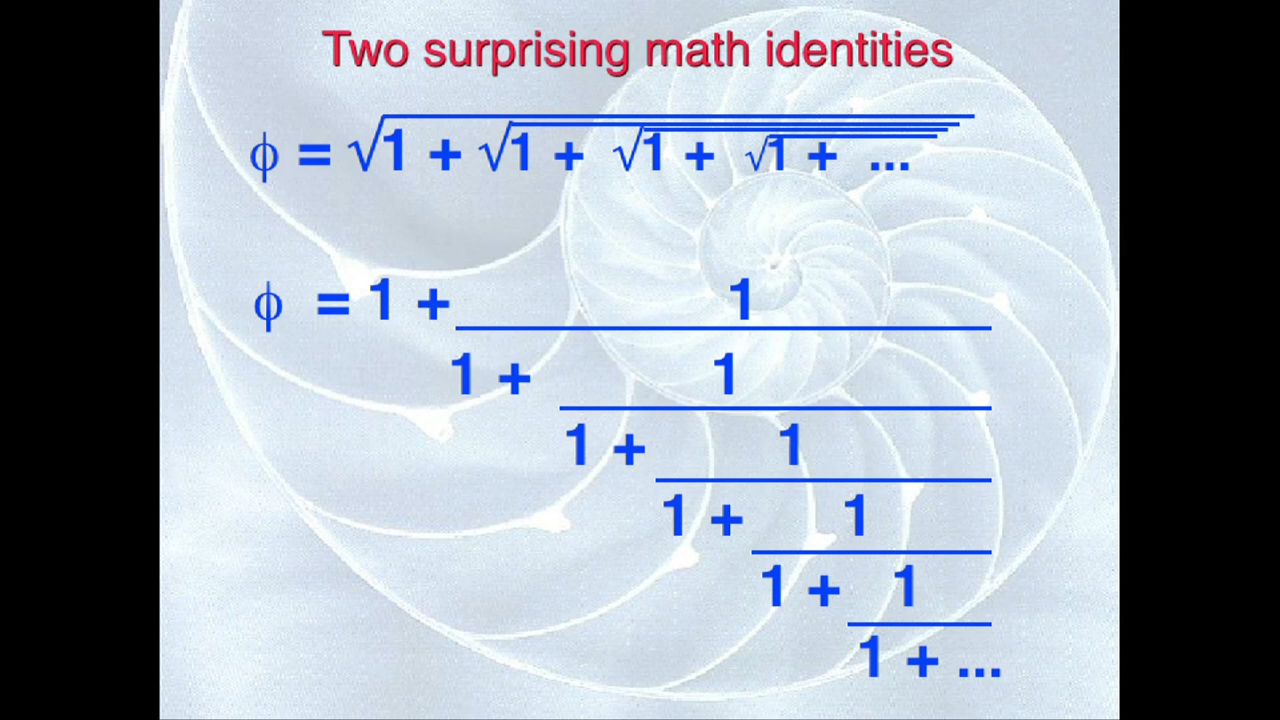 Two surprising math identities
ϕ = √1 + √1 + √1 + √1 + ...
ϕ = 1 + 1
1 + 1
1 + 1
1 + 1
1 + 1
1 + ...